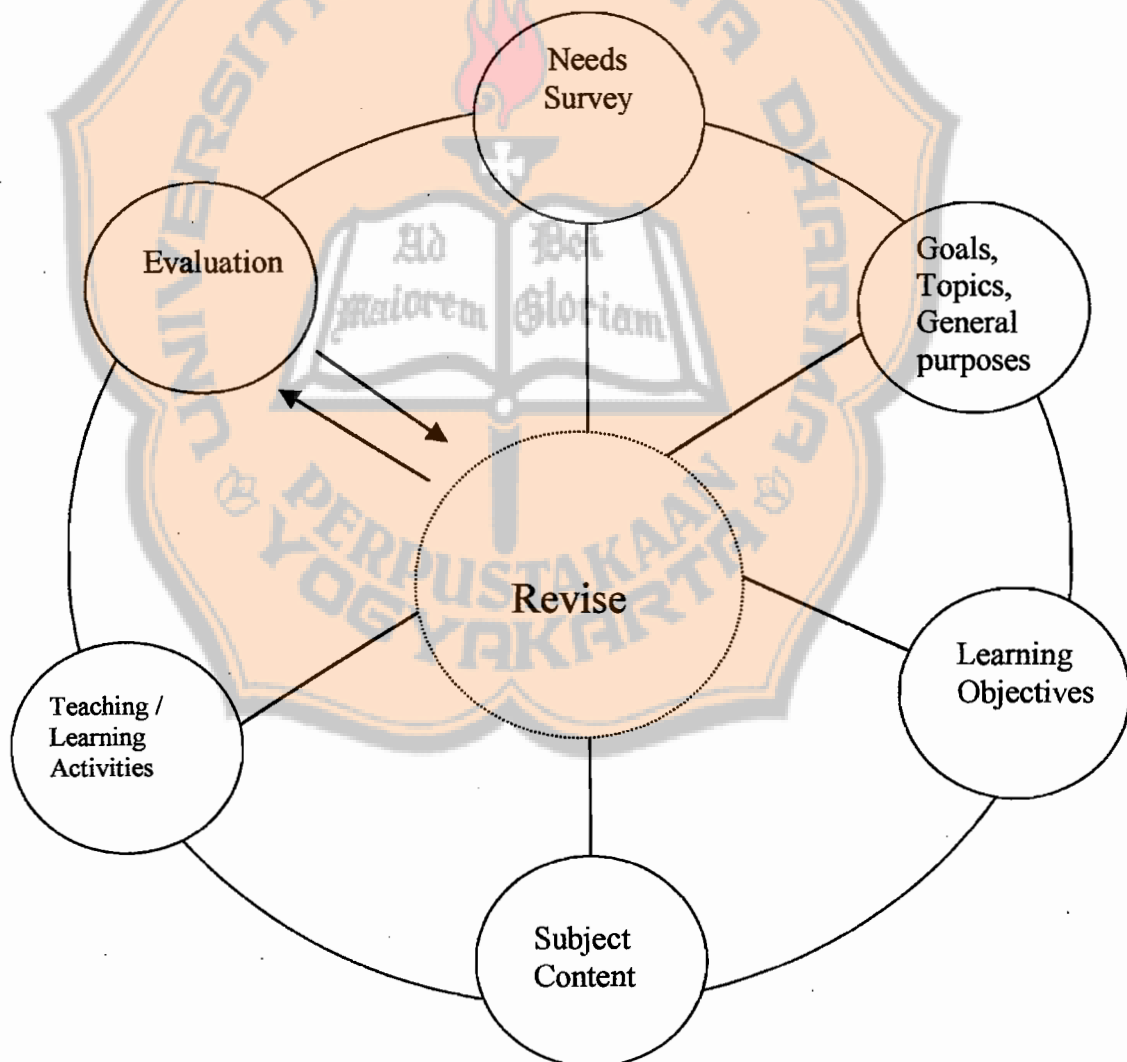 Needs
Survey
Goals,
Topics,
General
purposes
Learning
Objectives
Subject
Content
Teaching /
Learning
Activities
Evaluation
Revise
Ad
Maiorem
Dei
Gloriam
DHARMA
PERPUSTAKAAN
YOGYAKARTA